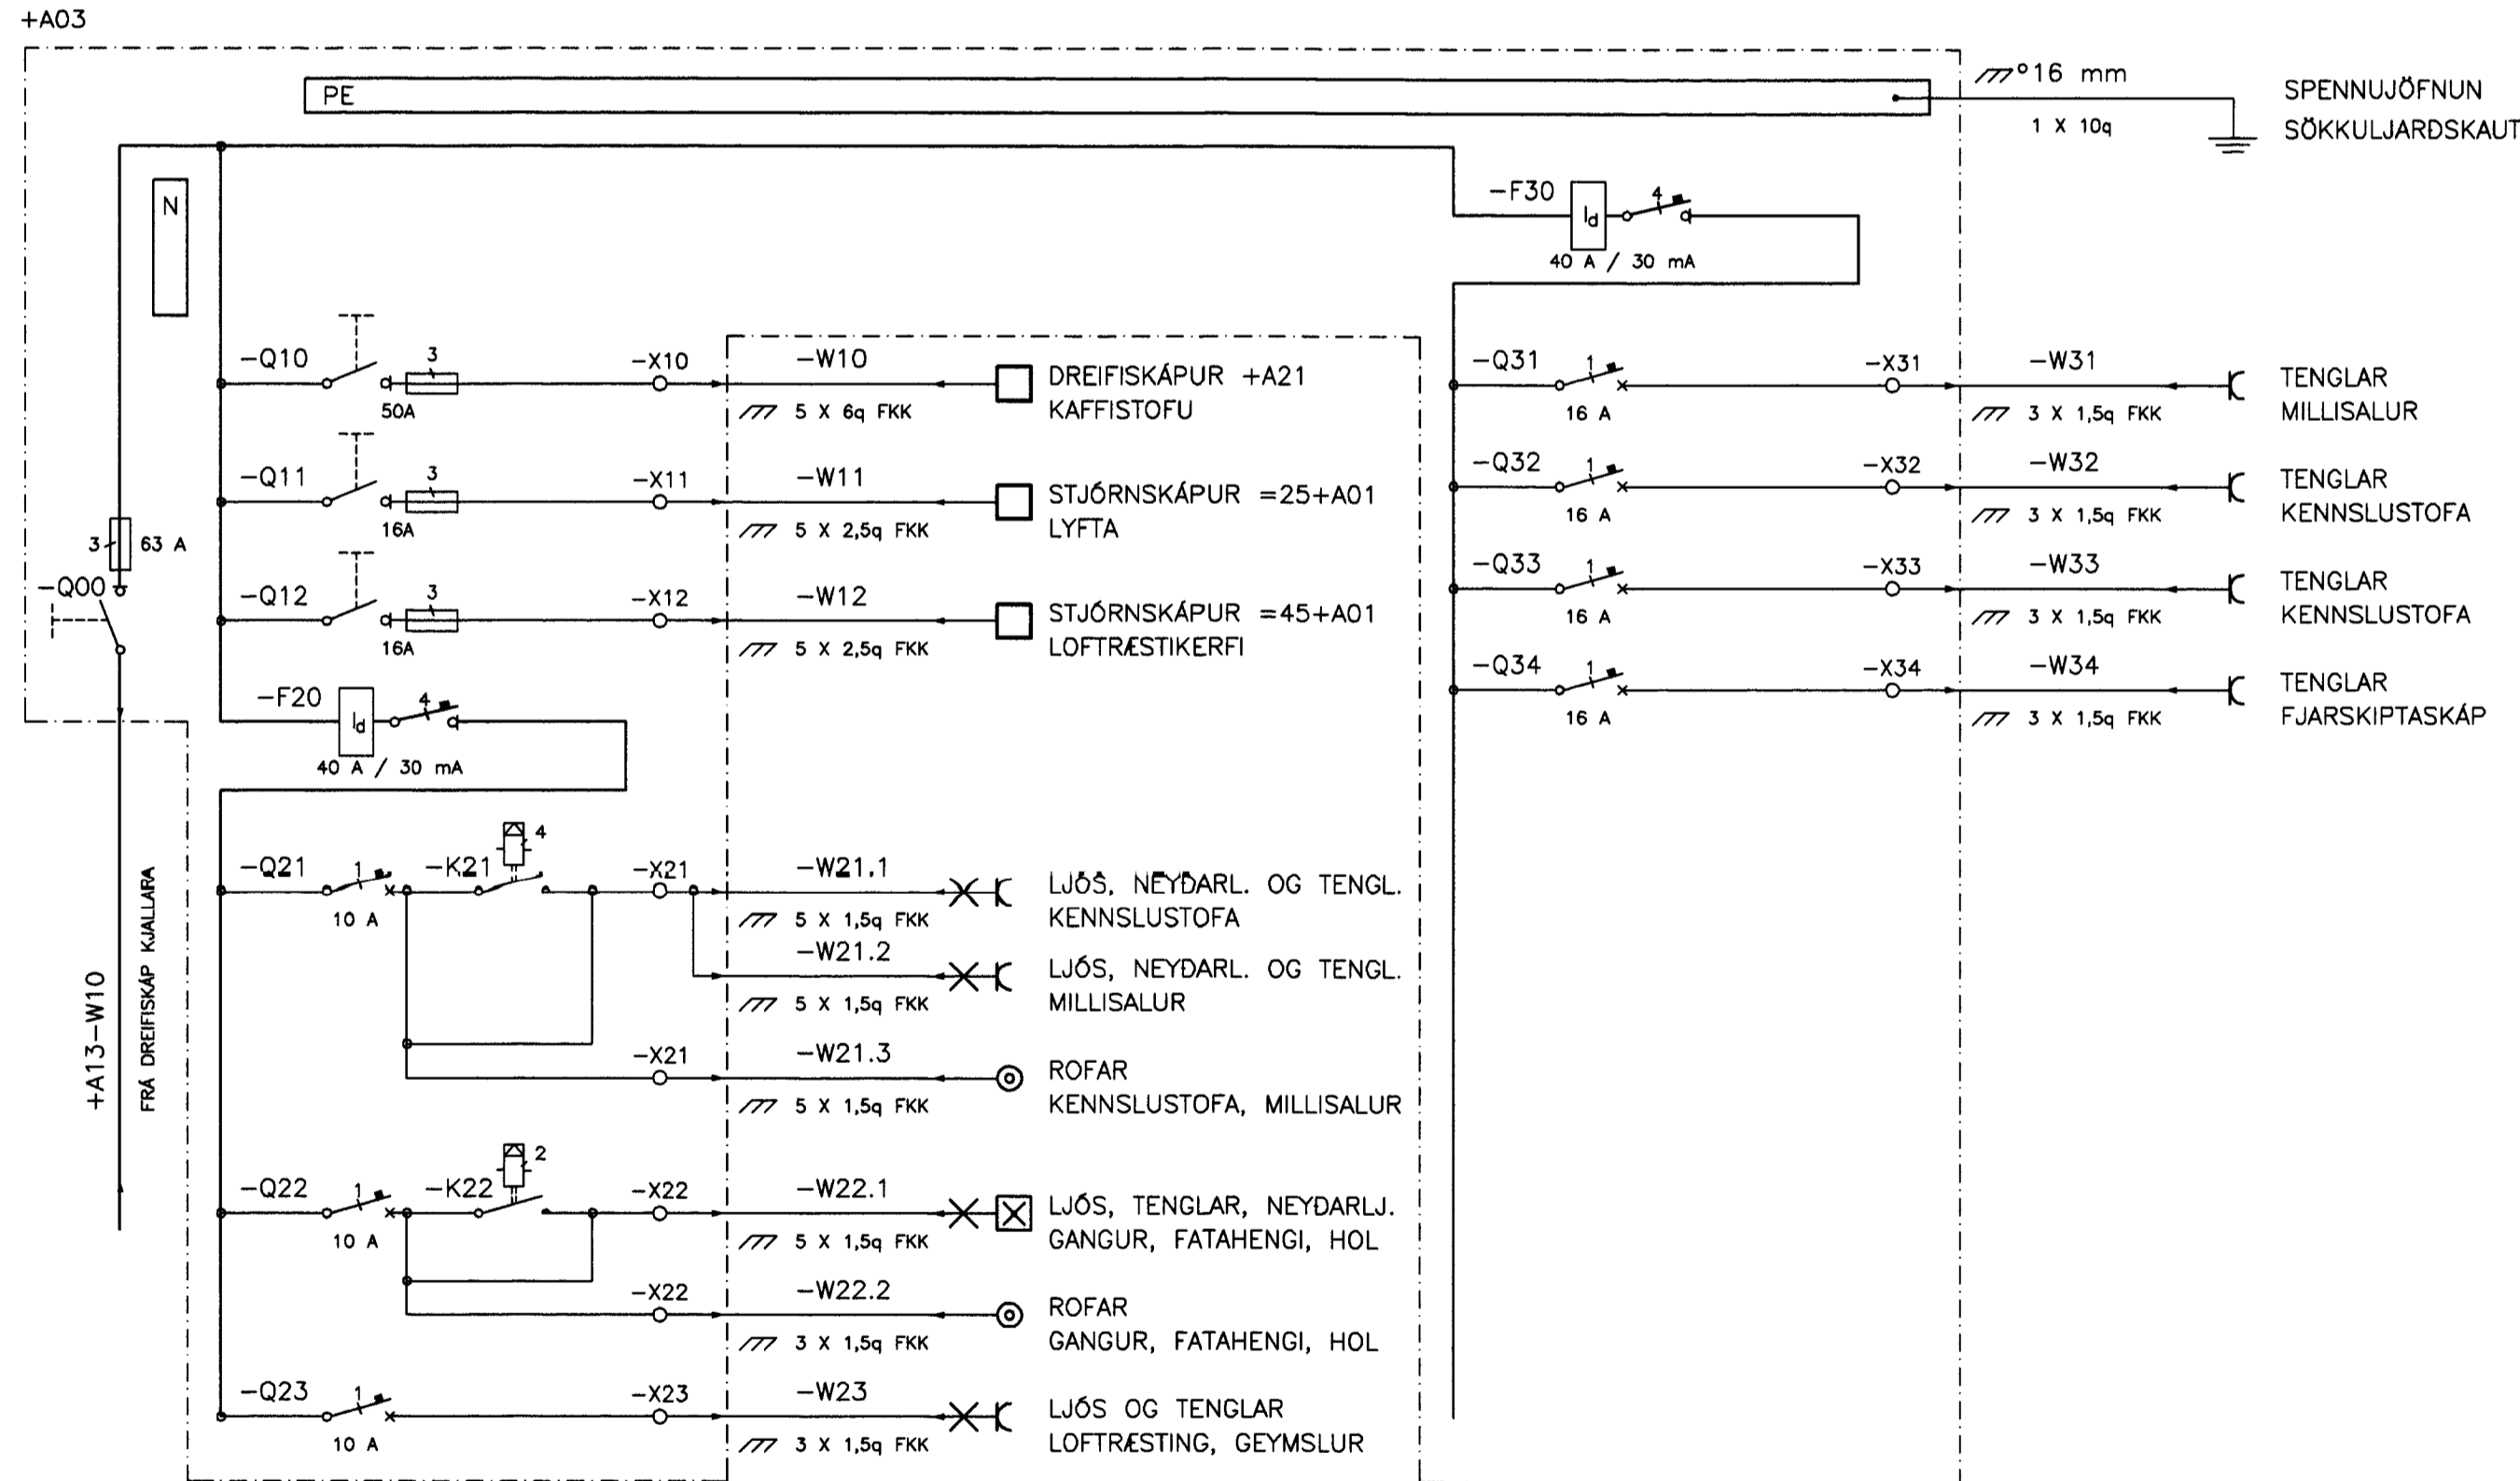 +A03
PE
16 mm
1 X 10q
SPENNUJÖFNUN
SÖKKULJARÐSKAUT
N
3
63 A
-Q00
+A13-W10
FRÁ DREIFISKÁP KJALLARA
-Q10
3
50A
-X10
-W10
5 X 6q FKK
DREIFISKÁPUR +A21
KAFFISTOFU
-Q11
3
16A
-X11
-W11
5 X 2,5q FKK
STJÓRNSKÁPUR =25+A01
LYFTA
-Q12
3
16A
-X12
-W12
5 X 2,5q FKK
STJÓRNSKÁPUR =45+A01
LOFTRÆSTIKERFI
-F20
Id
4
40 A / 30 mA
-Q21
1
10 A
-K21
4
-X21
-W21.1
5 X 1,5q FKK
LJÓS, NEYÐARL. OG TENGL.
KENNSLUSTOFA
-W21.2
5 X 1,5q FKK
LJÓS, NEYÐARL. OG TENGL.
MILLISALUR
-X21
-W21.3
5 X 1,5q FKK
ROFAR
KENNSLUSTOFA, MILLISALUR
-Q22
1
10 A
-K22
2
-X22
-W22.1
5 X 1,5q FKK
LJÓS, TENGLAR, NEYÐARLJ.
GANGUR, FATAHENGI, HOL
-X22
-W22.2
3 X 1,5q FKK
ROFAR
GANGUR, FATAHENGI, HOL
-Q23
1
10 A
-X23
-W23
3 X 1,5q FKK
LJÓS OG TENGLAR
LOFTRÆSTING, GEYMSLUR
-F30
Id
4
40 A / 30 mA
-Q31
1
16 A
-X31
-W31
3 X 1,5q FKK
TENGLAR
MILLISALUR
-Q32
1
16 A
-X32
-W32
3 X 1,5q FKK
TENGLAR
KENNSLUSTOFA
-Q33
1
16 A
-X33
-W33
3 X 1,5q FKK
TENGLAR
KENNSLUSTOFA
-Q34
1
16 A
-X34
-W34
3 X 1,5q FKK
TENGLAR
FJARSKIPTASKÁP